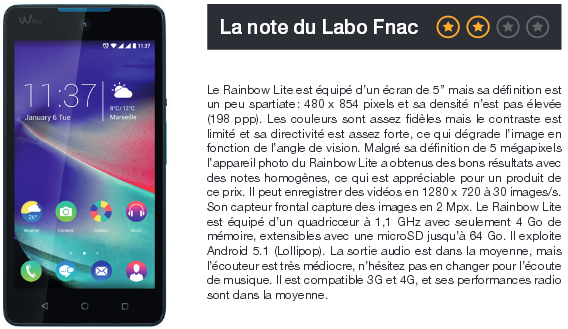 Wiko
11:37
11:37
January 6 Tue
8°C/12°C
Marseille
26°
Weather
Camera
Gallery
Music
La note du Labo Fnac
Le Rainbow Lite est équipé d'un écran de 5" mais sa définition est
un peu spartiate : 480 x 854 pixels et sa densité n'est pas élevée
(198 ppp). Les couleurs sont assez fidèles mais le contraste est
limité et sa directivité est assez forte, ce qui dégrade l'image en
fonction de l'angle de vision. Malgré sa définition de 5 mégapixels
l'appareil photo du Rainbow Lite a obtenus des bons résultats avec
des notes homogènes, ce qui est appréciable pour un produit de
ce prix. Il peut enregistrer des vidéos en 1280 x 720 à 30 images/s.
Son capteur frontal capture des images en 2 Mpx. Le Rainbow Lite
est équipé d'un quadricœur à 1,1 GHz avec seulement 4 Go de
mémoire, extensibles avec une microSD jusqu'à 64 Go. Il exploite
Android 5.1 (Lollipop). La sortie audio est dans la moyenne, mais
l'écouteur est très médiocre, n'hésitez pas en changer pour l'écoute
de musique. Il est compatible 3G et 4G, et ses performances radio
sont dans la moyenne.